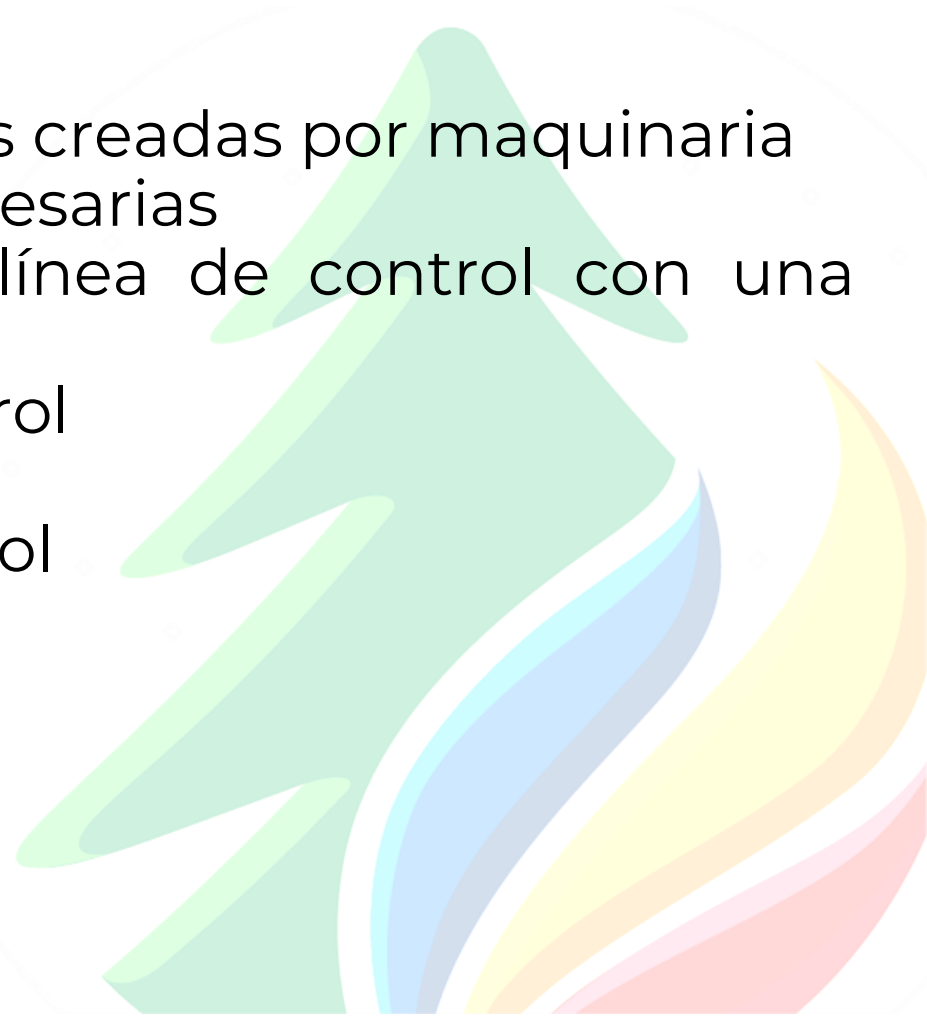 s creadas por maquinaria
esarias
línea de control con una
rol
ol